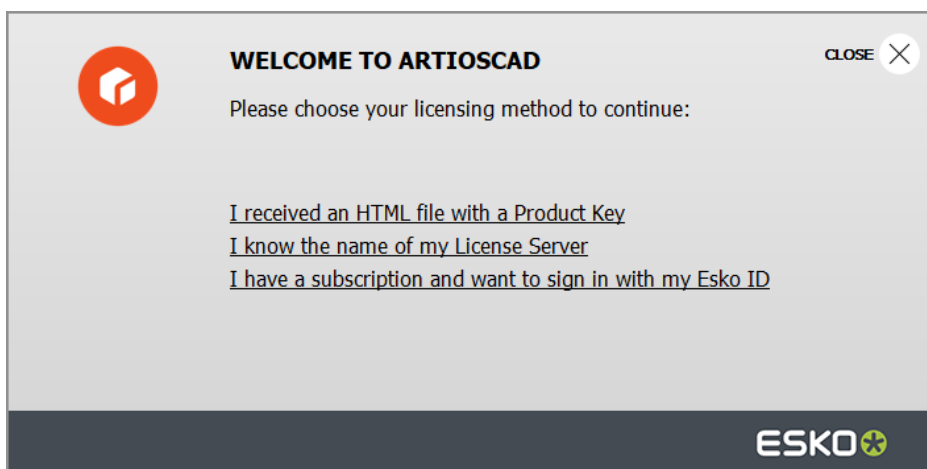 WELCOME TO ARTIOSCAD
CLOSE
Please choose your licensing method to continue:
I received an HTML file with a Product Key
I know the name of my License Server
I have a subscription and want to sign in with my Esko ID
ESKO